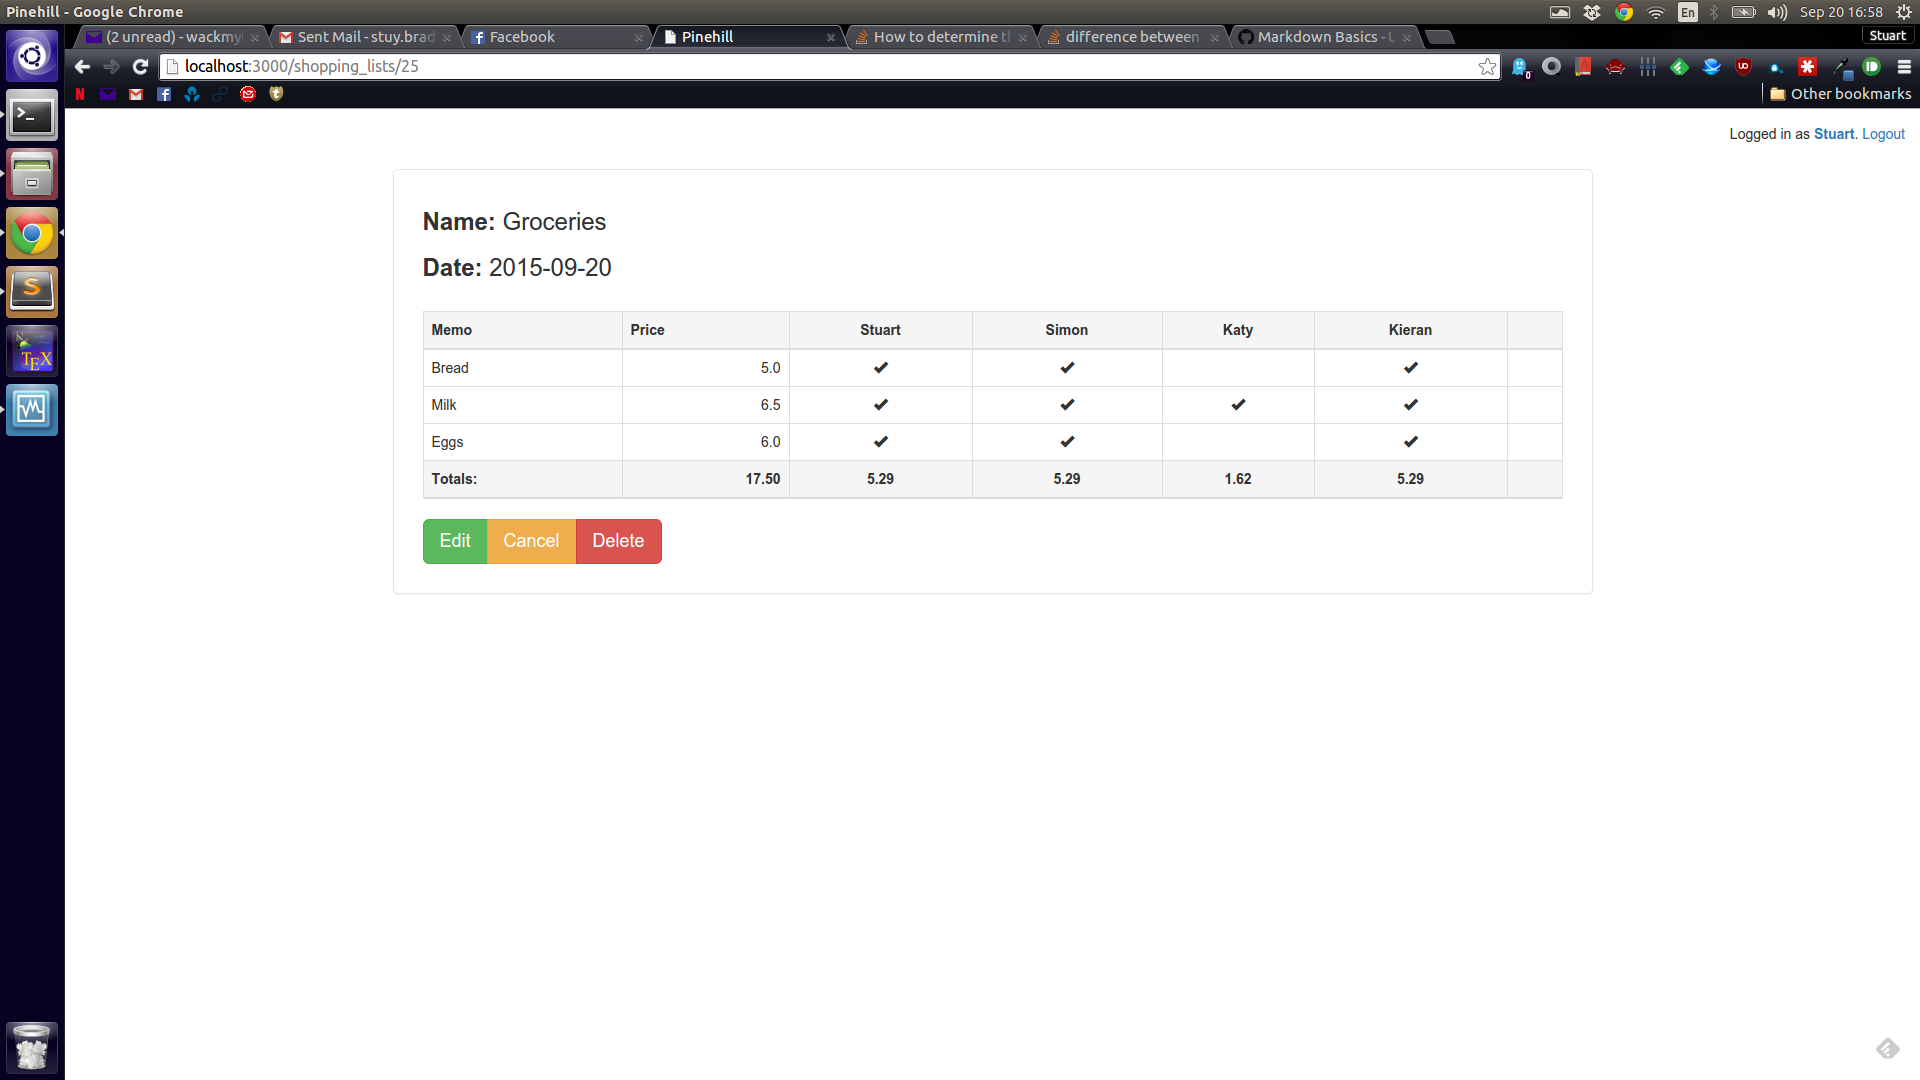 Pinehill - Google Chrome
En
Sep 20 16:58
(2 unread) - wackmy
Sent Mail - stuy.brad
Facebook
Pinehill
How to determine t
difference between
Markdown Basics - U
Stuart
localhost:3000/shopping_lists/25
0
N
Other bookmarks
Logged in as Stuart. Logout
Name: Groceries
Date: 2015-09-20
Memo Price Stuart Simon Katy Kieran
Bread 5.0 ✔ ✔ ✔
Milk 6.5 ✔ ✔ ✔ ✔
Eggs 6.0 ✔ ✔ ✔
Totals: 17.50 5.29 5.29 1.62 5.29
Edit Cancel Delete
TEX